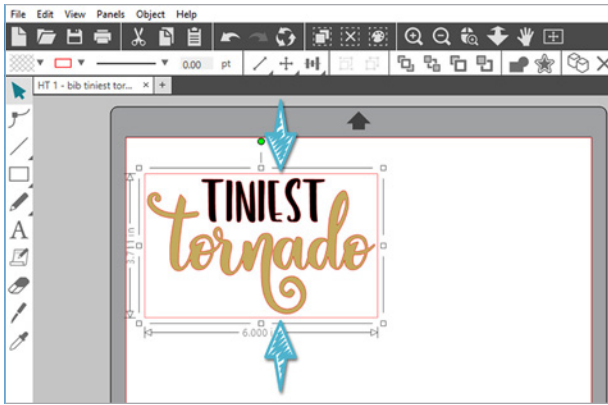 File Edit View Panels Object Help
0.00 pt
HT 1 - bib tiniest tor... × +
TINIEST
tornado
3.711 in
6.000